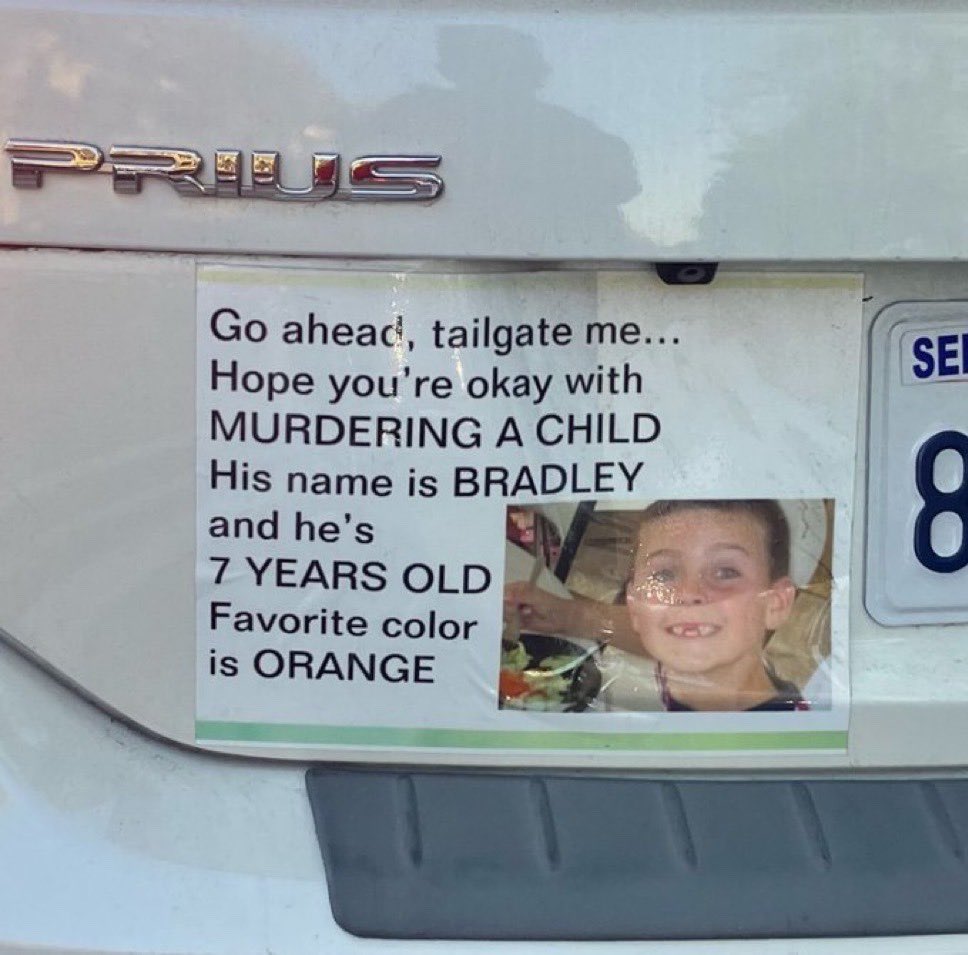 PRIUS
Go ahead, tailgate me...
Hope you're okay with
MURDERING A CHILD
His name is BRADLEY
and he's
7 YEARS OLD
Favorite color
is ORANGE
8